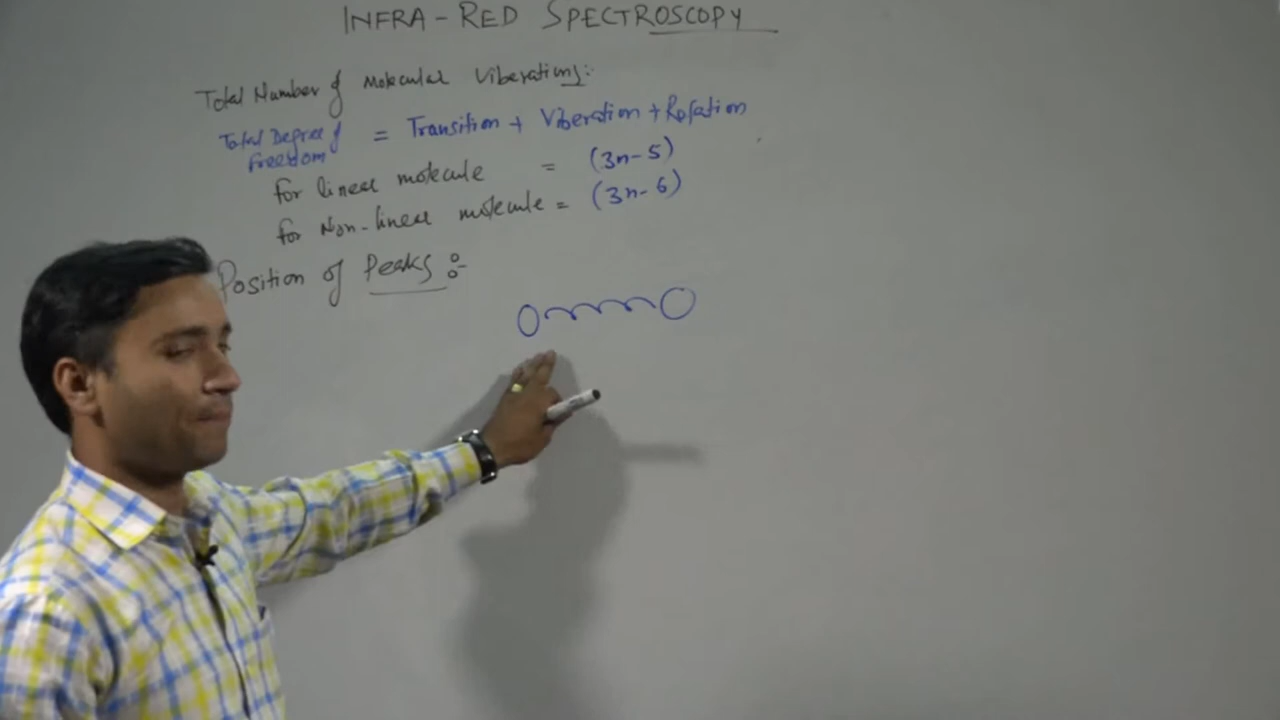 INFRA-RED SPECTROSCOPY
Total Number of Molecular Viberations:-
Total Degree of Freedom = Transition + Viberation + Rotation
for linear molecule = (3n-5)
for Non-linear molecule = (3n-6)
Position of Peaks :-